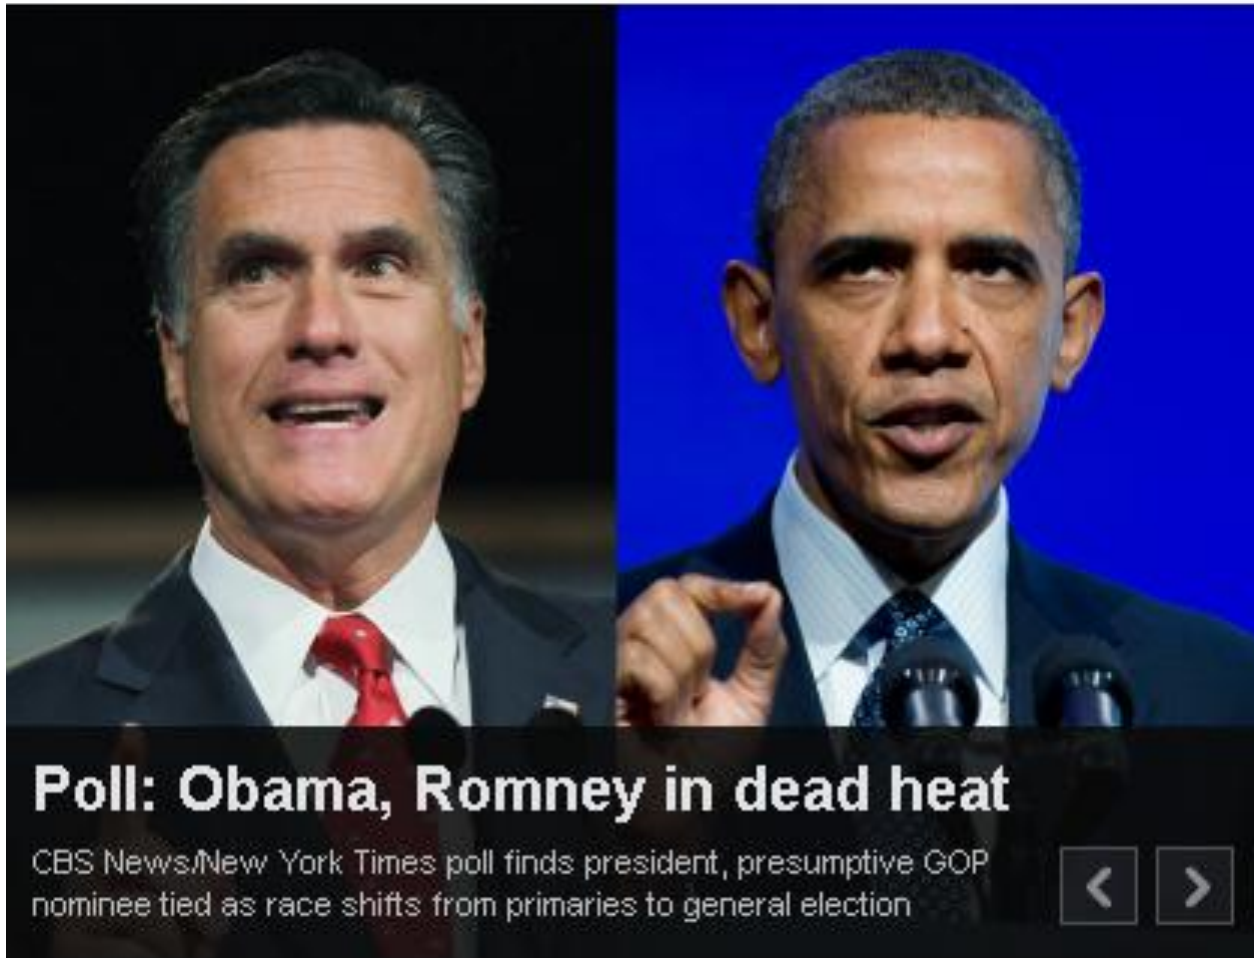 Poll: Obama, Romney in dead heat
CBS News/New York Times poll finds president, presumptive GOP
nominee tied as race shifts from primaries to general election